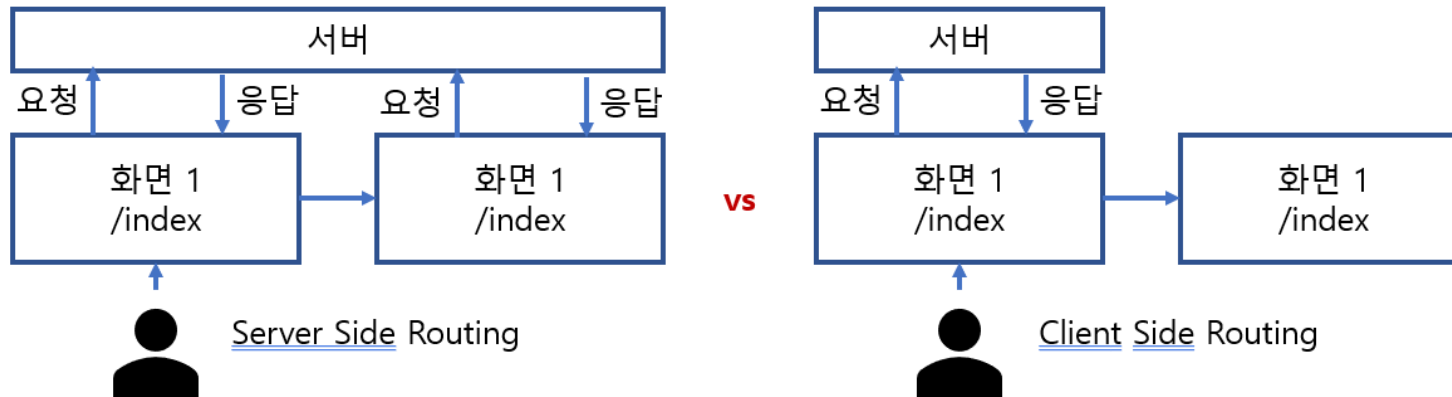 서버
요청
응답
요청
응답
화면 1
/index
화면 1
/index
Server Side Routing
vs
서버
요청
응답
화면 1
/index
화면 1
/index
Client Side Routing